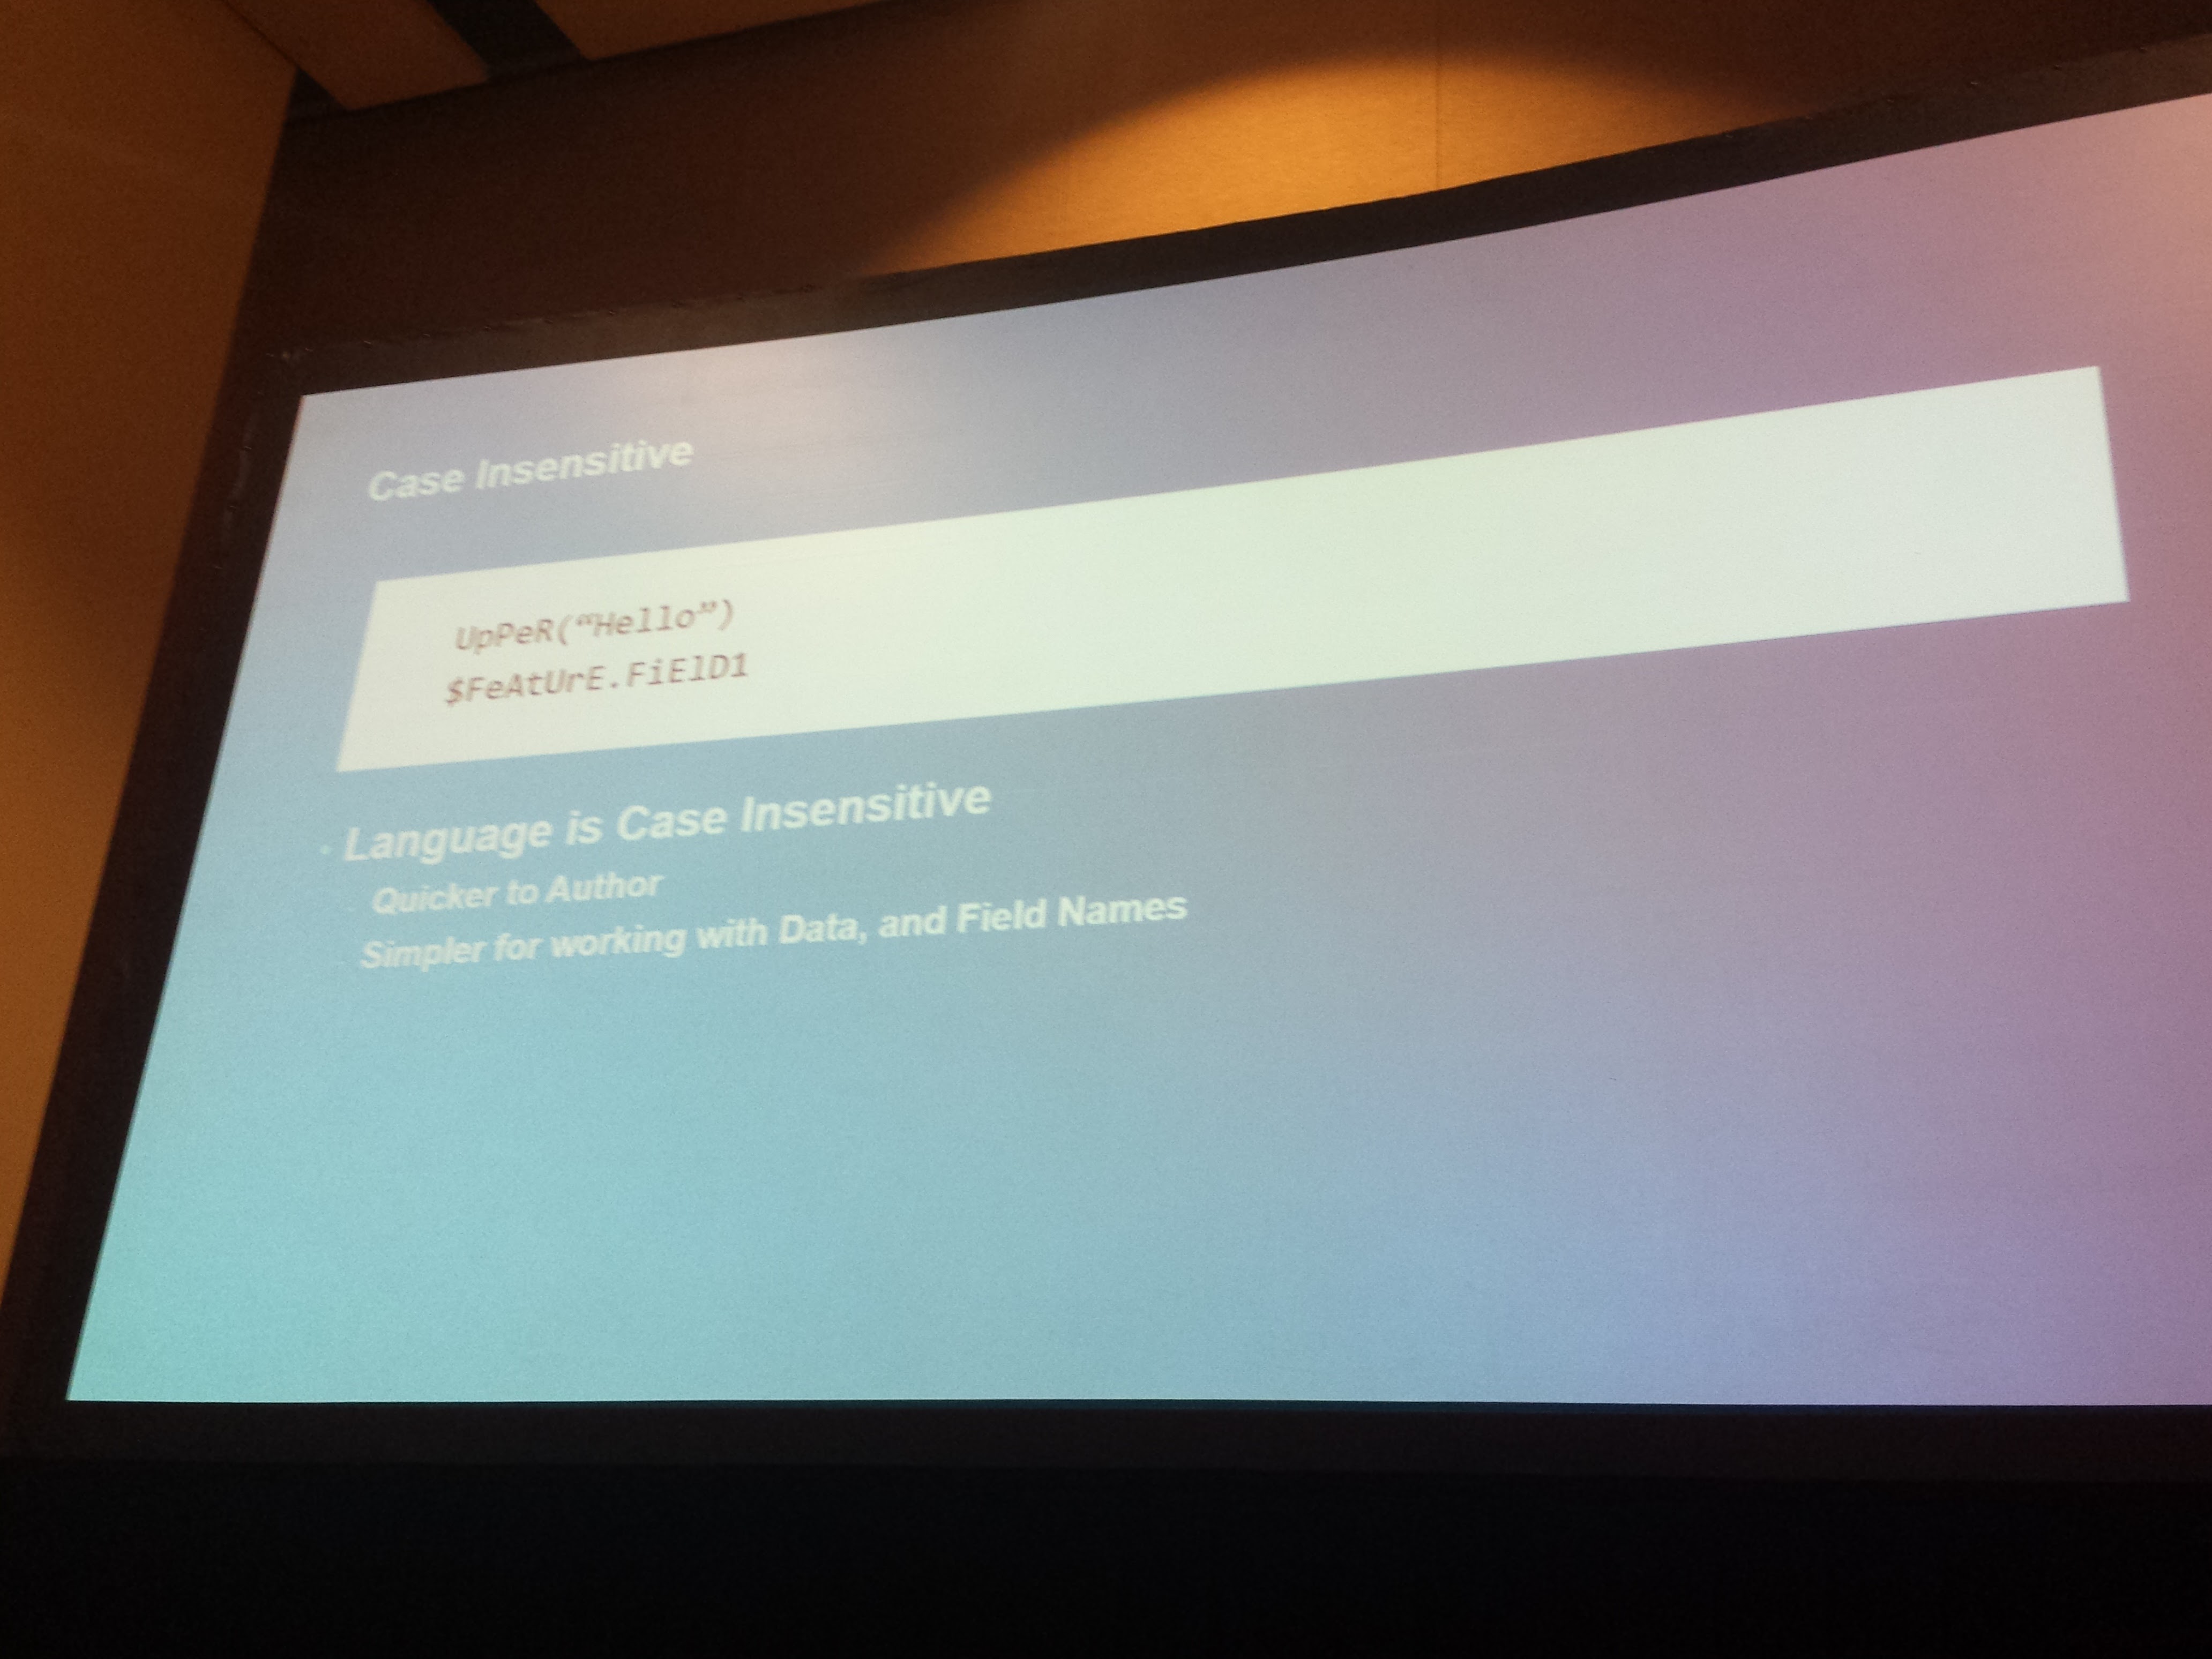 Case Insensitive
UpPeR(“Hello”)
$FeAtUrE.FiElD1
• Language is Case Insensitive
Quicker to Author
Simpler for working with Data, and Field Names